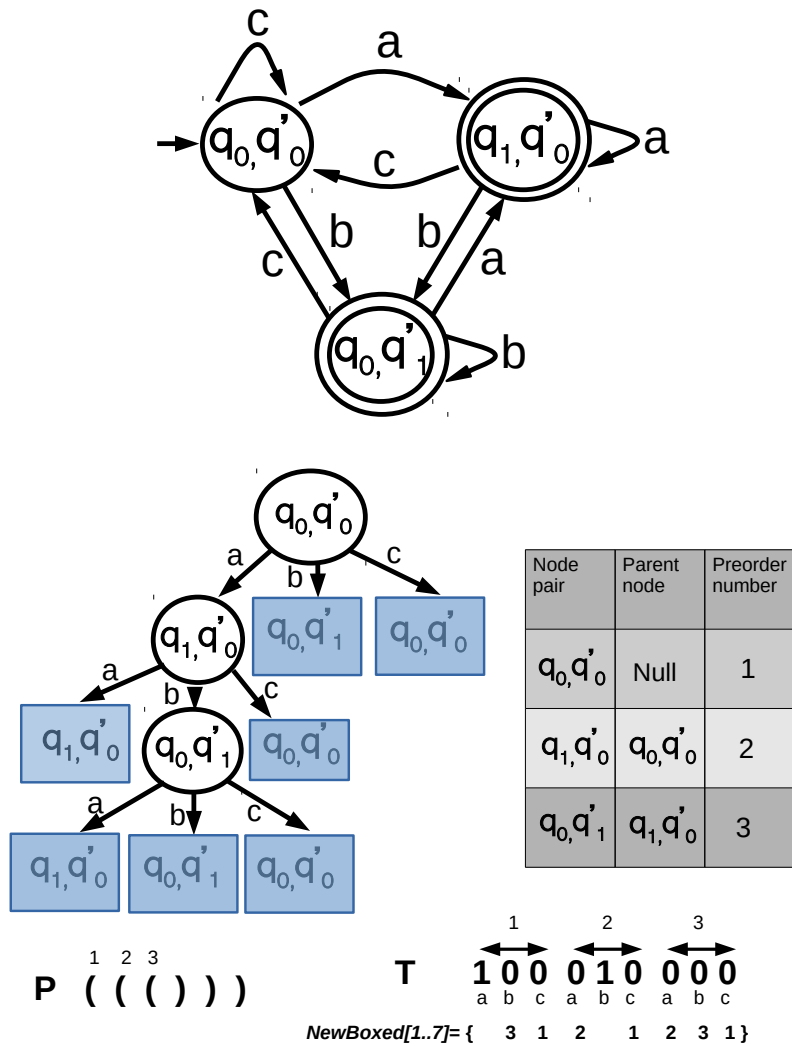 c
a
q0,q'0
q1,q'0
a
c
b
b
c
a
q0,q'1
b
q0,q'0
a
b
c
q1,q'0
q0,q'1
q0,q'0
a
b
c
q1,q'0
q0,q'1
q0,q'0
a
b
c
q1,q'0
q0,q'1
q0,q'0
Node pair Parent node Preorder number
q0,q'0 Null 1
q1,q'0 q0,q'0 2
q0,q'1 q1,q'0 3
1 2 3
P ( ( ( ) ) )
1 2 3
T 1 0 0 0 1 0 0 0 0
a b c a b c a b c
NewBoxed[1..7]= { 3 1 2 1 2 3 1 }